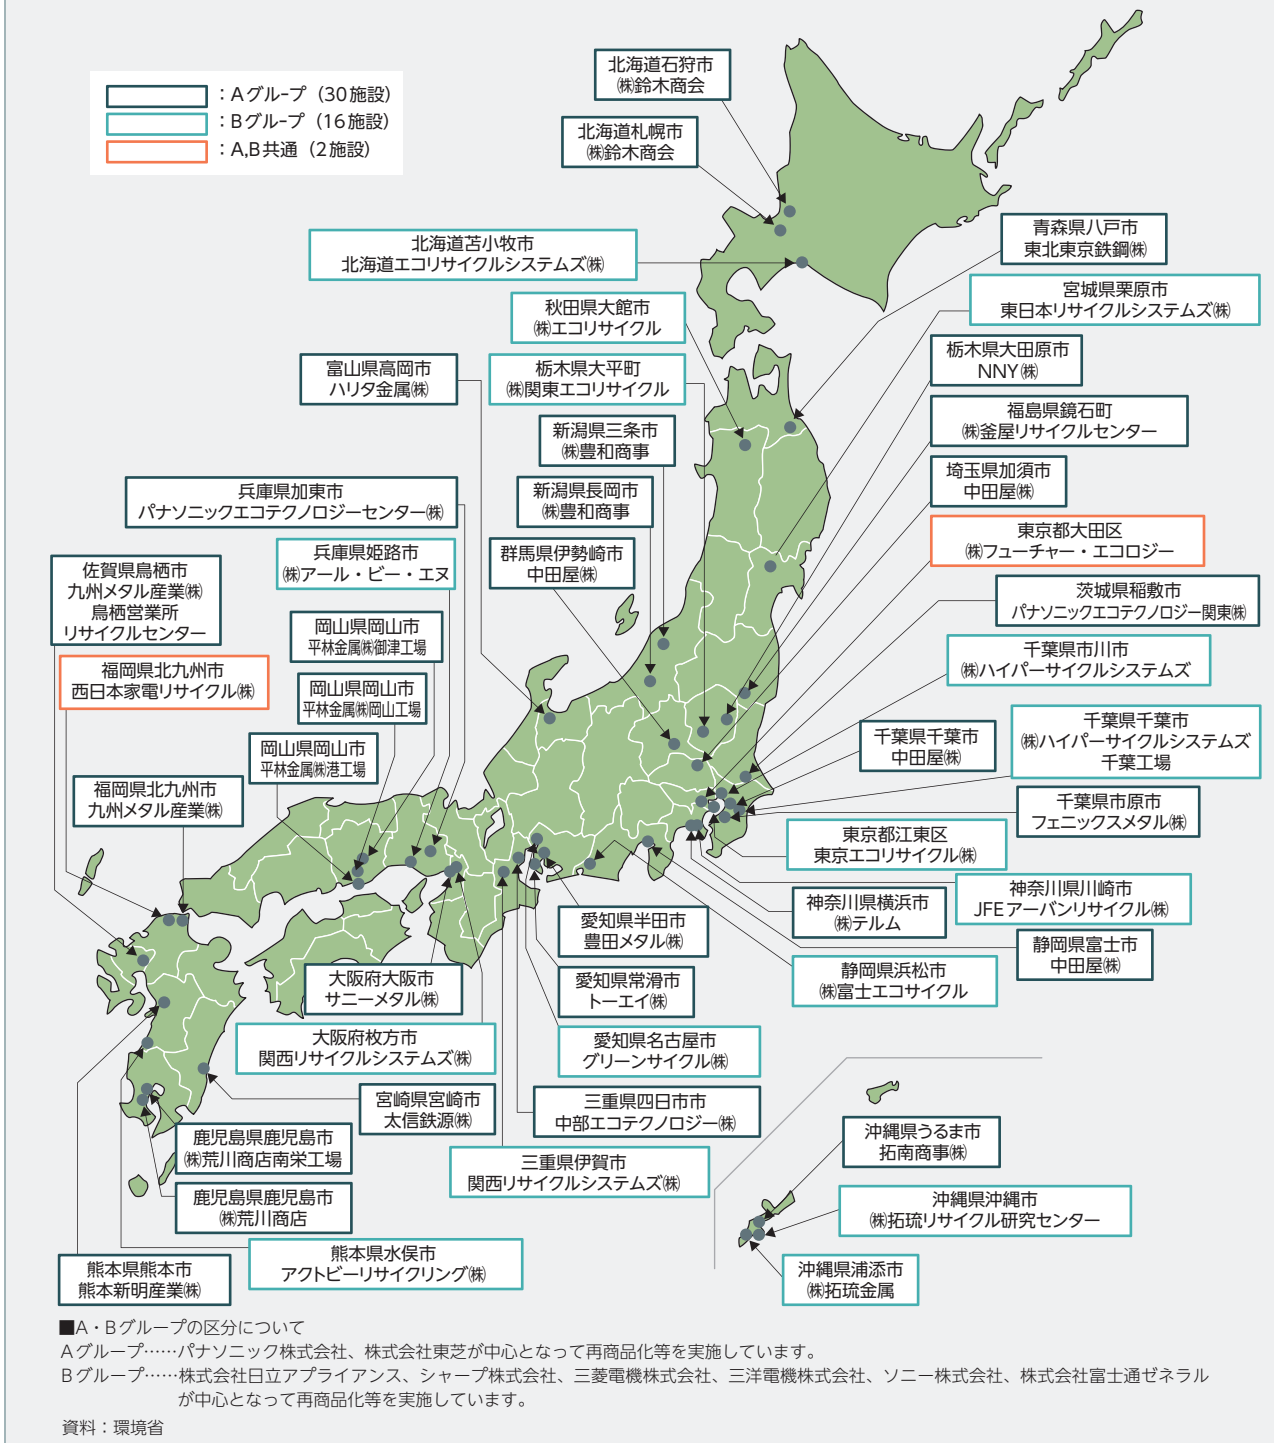 ：Aグループ（30施設）
：Bグループ（16施設）
：A,B共通（2施設）
北海道石狩市
㈱鈴木商会
北海道札幌市
㈱鈴木商会
北海道苫小牧市
北海道エコリサイクルシステムズ㈱
青森県八戸市
東北東京鉄鋼㈱
秋田県大館市
㈱エコリサイクル
宮城県栗原市
東日本リサイクルシステムズ㈱
富山県高岡市
ハリタ金属㈱
栃木県大平町
㈱関東エコリサイクル
栃木県大田原市
NNY㈱
新潟県三条市
㈱豊和商事
福島県鏡石町
㈱釜屋リサイクルセンター
兵庫県加東市
パナソニックエコテクノロジーセンター㈱
新潟県長岡市
㈱豊和商事
埼玉県加須市
中田屋㈱
兵庫県姫路市
㈱アール・ビー・エヌ
群馬県伊勢崎市
中田屋㈱
東京都大田区
㈱フューチャー・エコロジー
佐賀県鳥栖市
九州メタル産業㈱
鳥栖営業所
リサイクルセンター
茨城県稲敷市
パナソニックエコテクノロジー関東㈱
岡山県岡山市
平林金属㈱御津工場
千葉県市川市
㈱ハイパーサイクルシステムズ
福岡県北九州市
西日本家電リサイクル㈱
岡山県岡山市
平林金属㈱岡山工場
千葉県千葉市
㈱ハイパーサイクルシステムズ
千葉工場
岡山県岡山市
平林金属㈱港工場
千葉県千葉市
中田屋㈱
福岡県北九州市
九州メタル産業㈱
千葉県市原市
フェニックスメタル㈱
東京都江東区
東京エコリサイクル㈱
神奈川県川崎市
JFEアーバンリサイクル㈱
神奈川県横浜市
㈱テルム
愛知県半田市
豊田メタル㈱
静岡県富士市
中田屋㈱
大阪府大阪市
サニーメタル㈱
愛知県常滑市
トーエイ㈱
静岡県浜松市
㈱富士エコサイクル
大阪府枚方市
関西リサイクルシステムズ㈱
愛知県名古屋市
グリーンサイクル㈱
宮崎県宮崎市
太信鉄源㈱
三重県四日市市
中部エコテクノロジー㈱
鹿児島県鹿児島市
㈱荒川商店南栄工場
三重県伊賀市
関西リサイクルシステムズ㈱
沖縄県うるま市
拓南商事㈱
鹿児島県鹿児島市
㈱荒川商店
沖縄県沖縄市
㈱拓琉リサイクル研究センター
熊本県水俣市
アクトビーリサイクリング㈱
熊本県熊本市
熊本新明産業㈱
沖縄県浦添市
㈱拓琉金属
■A・Bグループの区分について
Aグループ……パナソニック株式会社、株式会社東芝が中心となって再商品化等を実施しています。
Bグループ……株式会社日立アプライアンス、シャープ株式会社、三菱電機株式会社、三洋電機株式会社、ソニー株式会社、株式会社富士通ゼネラル
が中心となって再商品化等を実施しています。
資料：環境省